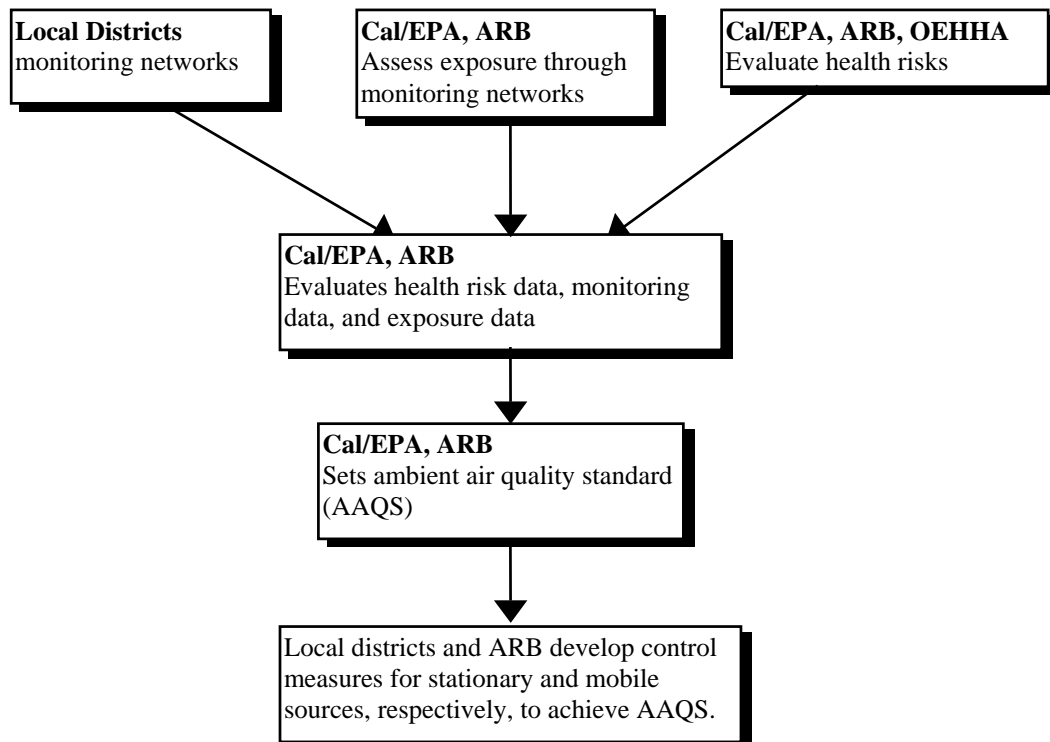 Local Districts
monitoring networks
Cal/EPA, ARB
Assess exposure through
monitoring networks
Cal/EPA, ARB, OEHHA
Evaluate health risks
Cal/EPA, ARB
Evaluates health risk data, monitoring
data, and exposure data
Cal/EPA, ARB
Sets ambient air quality standard
(AAQS)
Local districts and ARB develop control
measures for stationary and mobile
sources, respectively, to achieve AAQS.